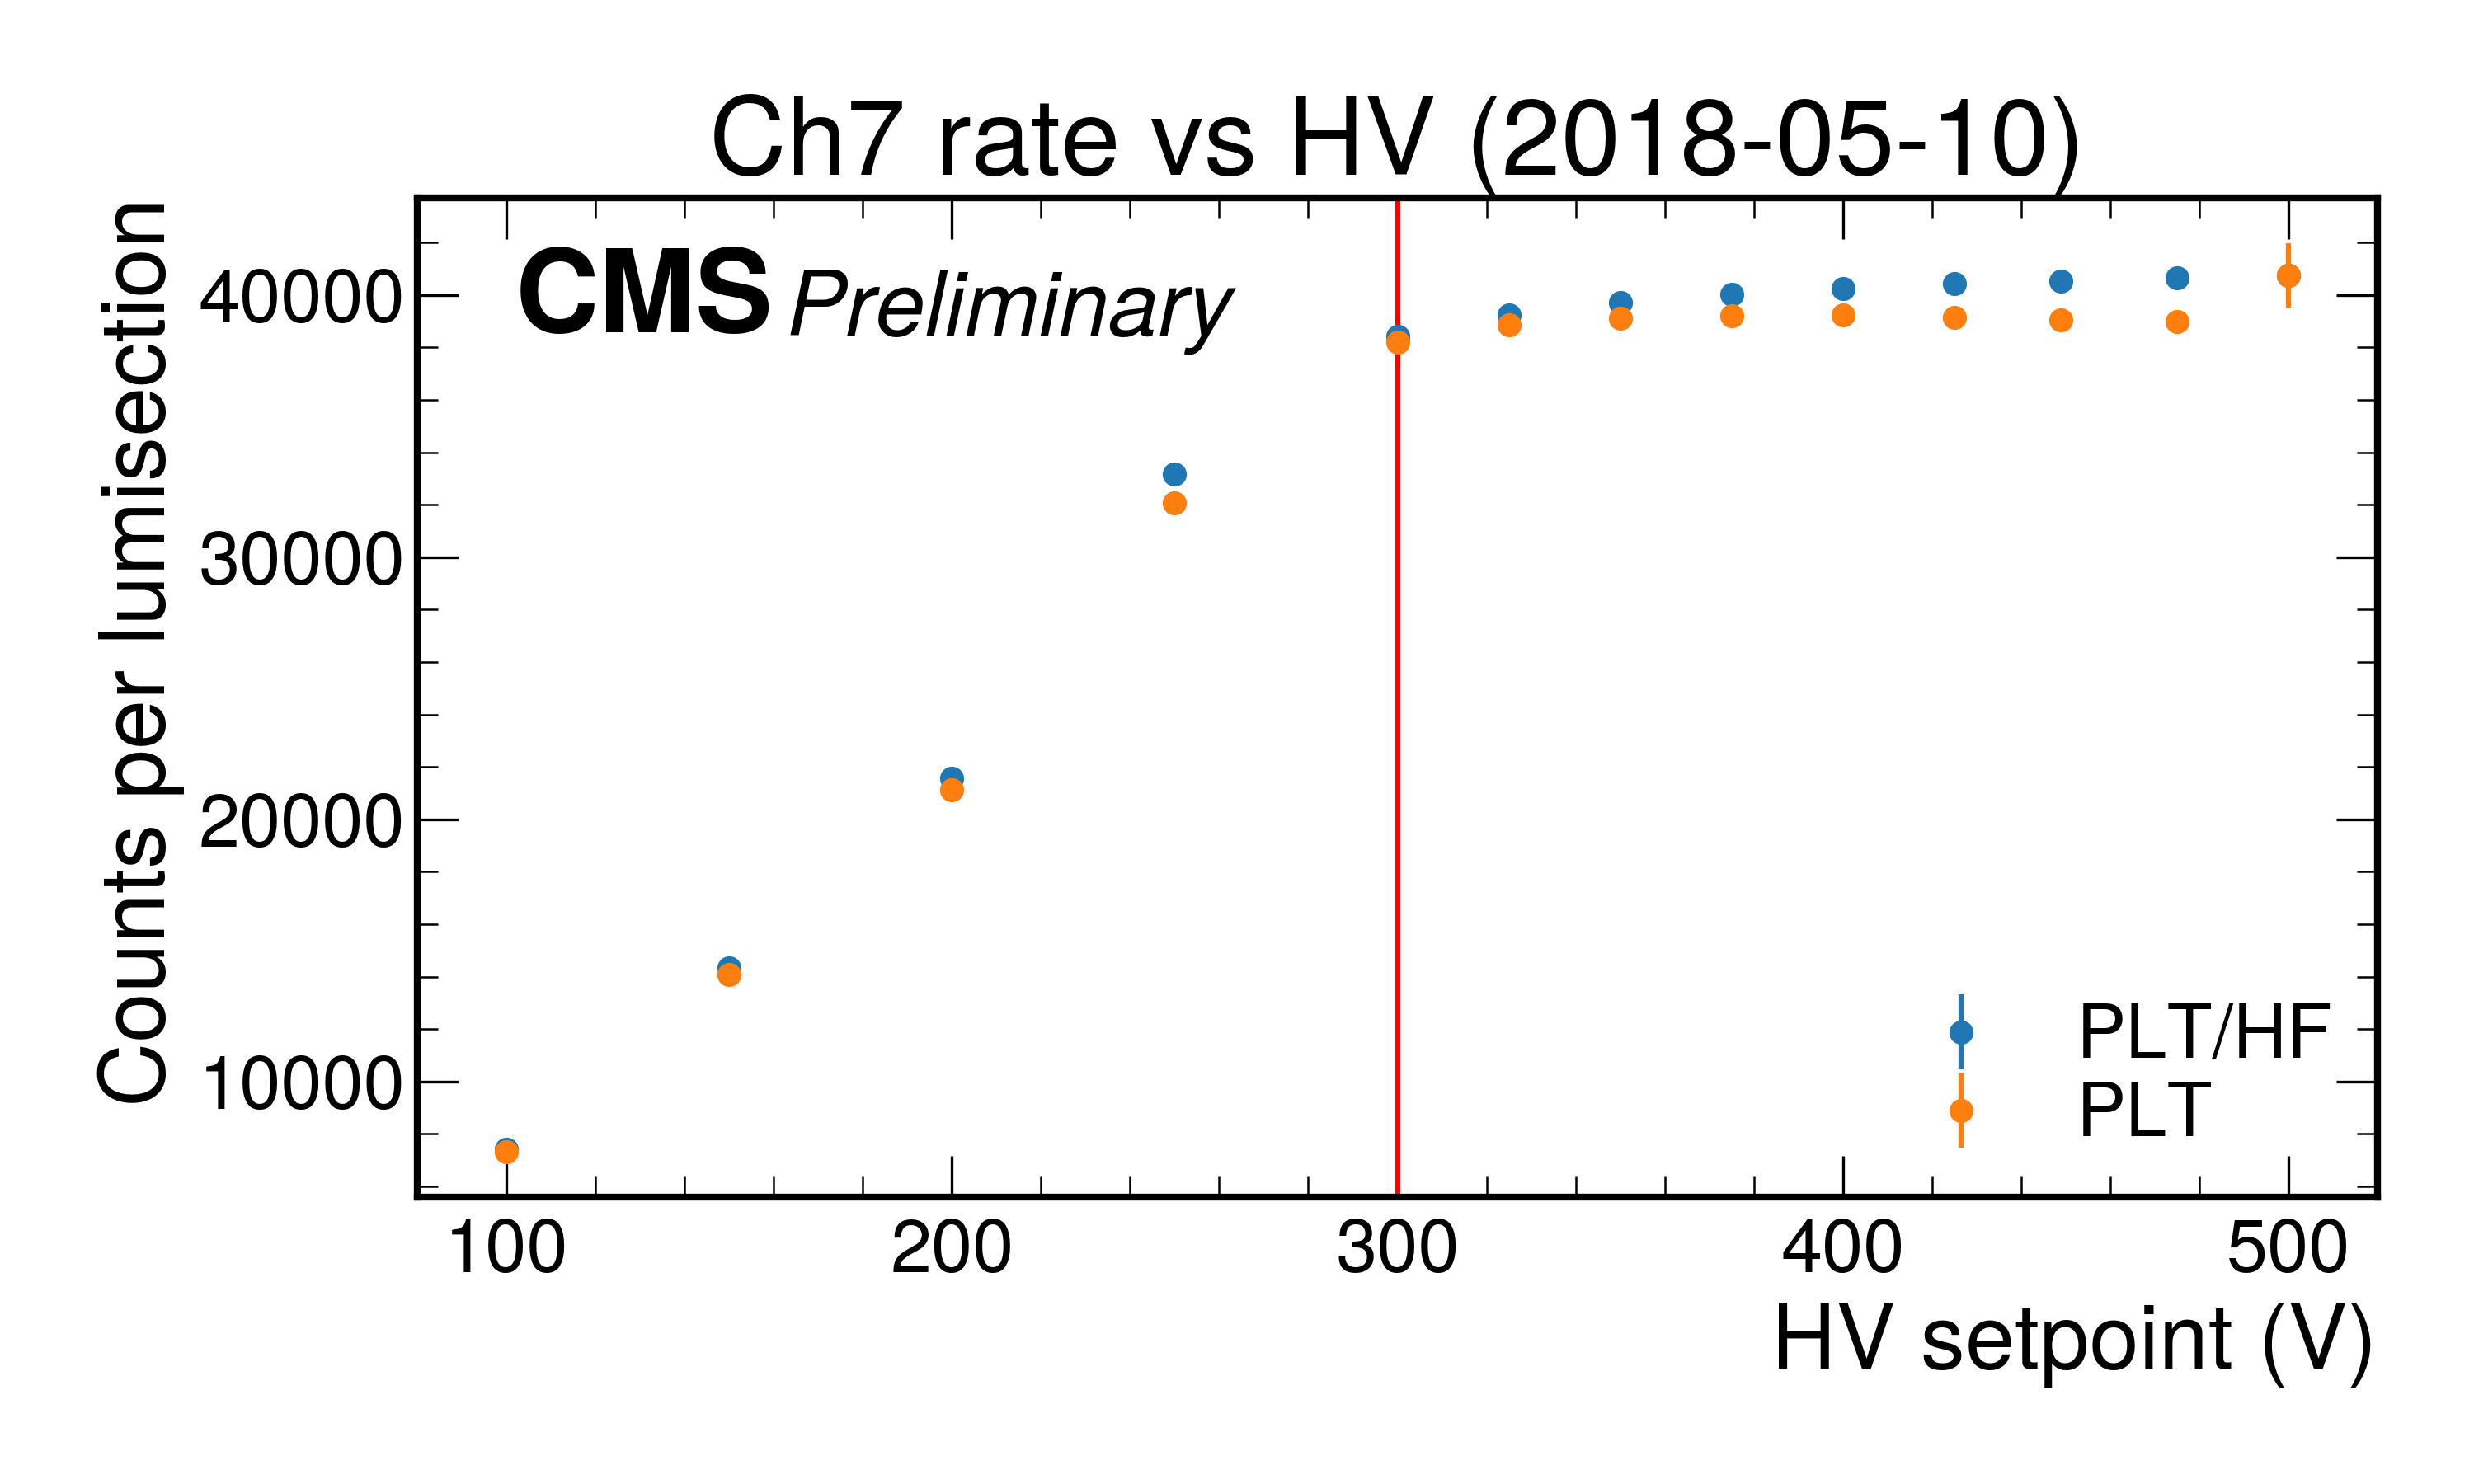 Ch7 rate vs HV (2018-05-10)
CMS Preliminary
Counts per lumisection
40000
30000
20000
10000
PLT/HF
PLT
100 200 300 400 500
HV setpoint (V)